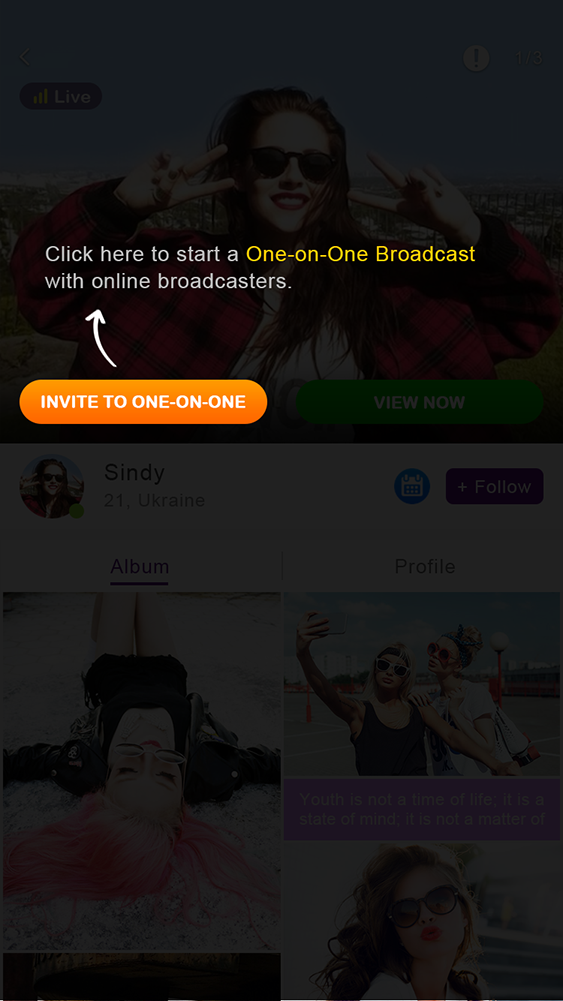 1/3
Live
Click here to start a One-on-One Broadcast
with online broadcasters.
INVITE TO ONE-ON-ONE
VIEW NOW
Sindy
21, Ukraine
+ Follow
Album
Profile
Youth is not a time of life; it is a
state of mind; it is not a matter of